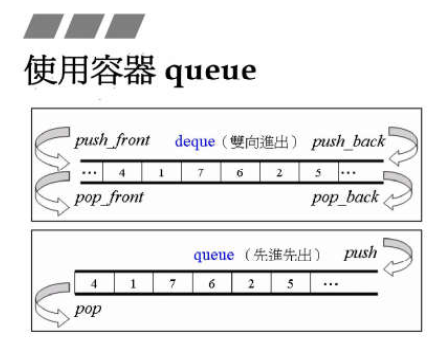 使用容器 queue
push_front deque（雙向進出） push_back
… 4 1 7 6 2 5 …
pop_front pop_back
queue （先進先出） push
4 1 7 6 2 5 …
pop